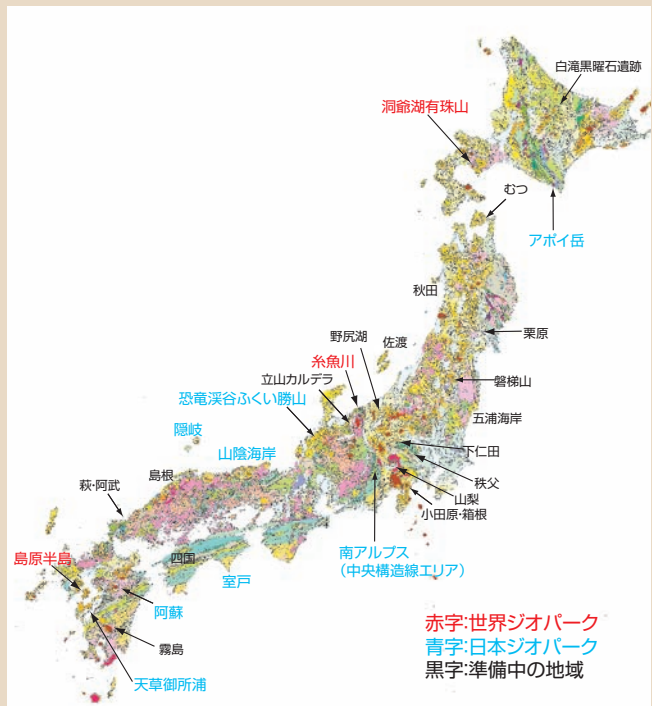 白滝黒曜石遺跡
洞爺湖有珠山
むつ
アポイ岳
秋田
野尻湖
佐渡
栗原
糸魚川
立山カルデラ
磐梯山
恐竜渓谷ふくい勝山
五浦海岸
隠岐
下仁田
山陰海岸
秩父
島根
山梨
萩・阿武
小田原・箱根
島原半島
四国
南アルプス
（中央構造線エリア）
室戸
阿蘇
赤字:世界ジオパーク
青字:日本ジオパーク
黒字:準備中の地域
霧島
天草御所浦